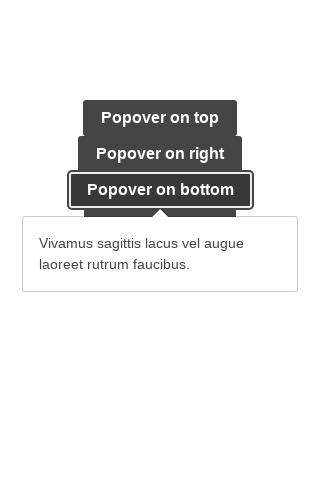 Popover on top
Popover on right
Popover on bottom
Vivamus sagittis lacus vel augue
laoreet rutrum faucibus.